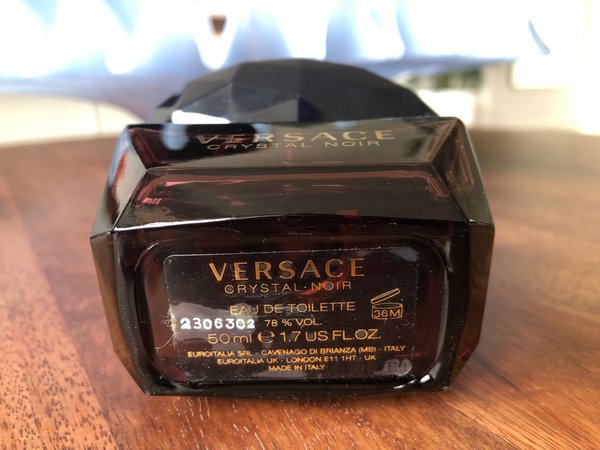 VERSACE
CRYSTAL NOIR
VERSACE
CRYSTAL · NOIR
EAU DE TOILETTE
2306302 78 % VOL.
36M
50 ml e 1.7 US FL.OZ.
EUROITALIA SRL - CAVENAGO DI BRIANZA (MB) - ITALY
EUROITALIA UK - LONDON E11 1HT - UK
MADE IN ITALY